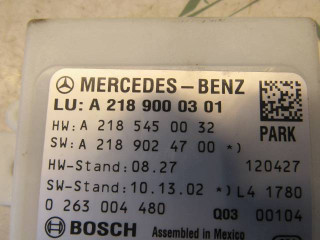 MERCEDES-BENZ
LU: A 218 900 03 01
HW: A 218 545 00 32 PARK
SW: A 218 902 47 00 *)
HW-Stand: 08.27 120427
SW-Stand: 10.13.02 *) L4 1780
0 263 004 480 Q03 00104
BOSCH Assembled in Mexico